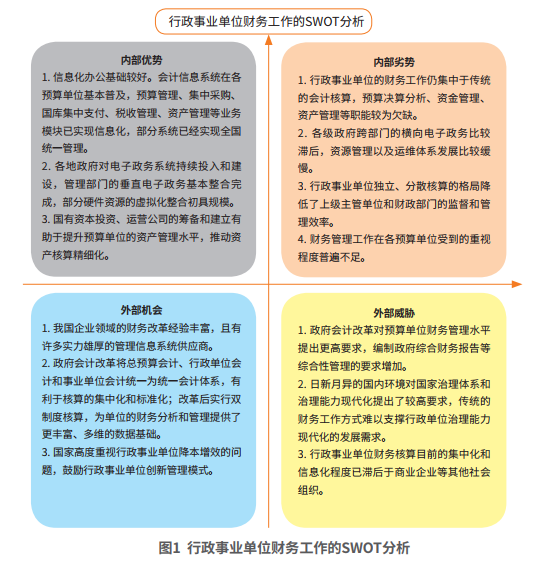 行政事业单位财务工作的SWOT分析
内部优势
1. 信息化办公基础较好。会计信息系统在各
预算单位基本普及，预算管理、集中采购、
国库集中支付、税收管理、资产管理等业务
模块已实现信息化，部分系统已经实现全国
统一管理。
2. 各地政府对电子政务系统持续投入和建
设，管理部门的垂直电子政务基本整合完
成，部分硬件资源的虚拟化整合初具规模。
3. 国有资本投资、运营公司的筹备和建立有
助于提升预算单位的资产管理水平，推动资
产核算精细化。
内部劣势
1. 行政事业单位的财务工作仍集中于传统
的会计核算，预算决算分析、资金管理、
资产管理等职能较为欠缺。
2. 各级政府跨部门的横向电子政务比较
滞后，资源管理以及运维体系发展比较缓
慢。
3. 行政事业单位独立、分散核算的格局降
低了上级主管单位和财政部门的监督和管
理效率。
4. 财务管理工作在各预算单位受到的重视
程度普遍不足。
外部机会
1. 我国企业领域的财务改革经验丰富，且有
许多实力雄厚的管理信息系统供应商。
2. 政府会计改革将总预算会计、行政单位会
计和事业单位会计统一为统一会计体系，有
利于核算的集中化和标准化；改革后实行双
制度核算，为单位的财务分析和管理提供了
更丰富、多维的数据基础。
3. 国家高度重视行政事业单位降本增效的问
题，鼓励行政事业单位创新管理模式。
外部威胁
1. 政府会计改革对预算单位财务管理水平
提出更高要求，编制政府综合财务报告等
综合性管理的要求增加。
2. 日新月异的国内环境对国家治理体系和
治理能力现代化提出了较高要求，传统的
财务工作方式难以支撑行政单位治理能力
现代化的发展需求。
3. 行政事业单位财务核算目前的集中化和
信息化程度已滞后于商业企业等其他社会
组织。
图1 行政事业单位财务工作的SWOT分析